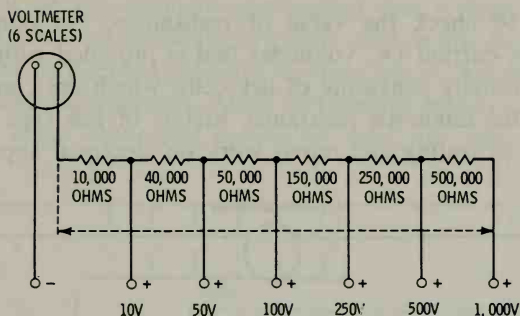 VOLTMETER
(6 SCALES)
10,000 40,000 50,000 150,000 250,000 500,000
OHMS OHMS OHMS OHMS OHMS OHMS
- + + + + + +
10V 50V 100V 250V 500V 1,000V